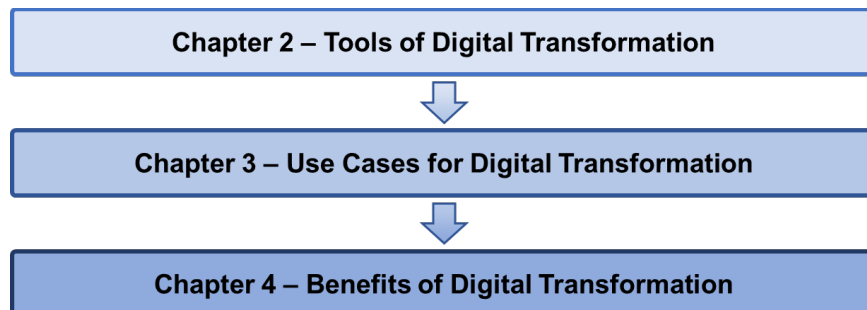 Chapter 2 – Tools of Digital Transformation
Chapter 3 – Use Cases for Digital Transformation
Chapter 4 – Benefits of Digital Transformation